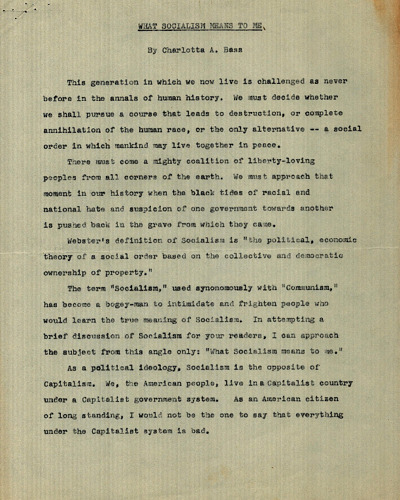 WHAT SOCIALISM MEANS TO ME.
By Charlotta A. Bass
This generation in which we now live is challenged as never
before in the annals of human history. We must decide whether
we shall pursue a course that leads to destruction, or complete
annihilation of the human race, or the only alternative -- a social
order in which mankind may live together in peace.
There must come a mighty coalition of liberty-loving
peoples from all corners of the earth. We must approach that
moment in our history when the black tides of racial and
national hate and suspicion of one government towards another
is pushed back in the grave from which they came.
Webster's definition of Socialism is "the political, economic
theory of a social order based on the collective and democratic
ownership of property."
The term "Socialism," used synonomously with "Communism,"
has become a bogey-man to intimidate and frighten people who
would learn the true meaning of Socialism. In attempting a
brief discussion of Socialism for your readers, I can approach
the subject from this angle only: "What Socialism means to me."
As a political ideology, Socialism is the opposite of
Capitalism. We, the American people, live in a Capitalist country
under a Capitalist government system. As an American citizen
of long standing, I would not be the one to say that everything
under the Capitalist system is bad.